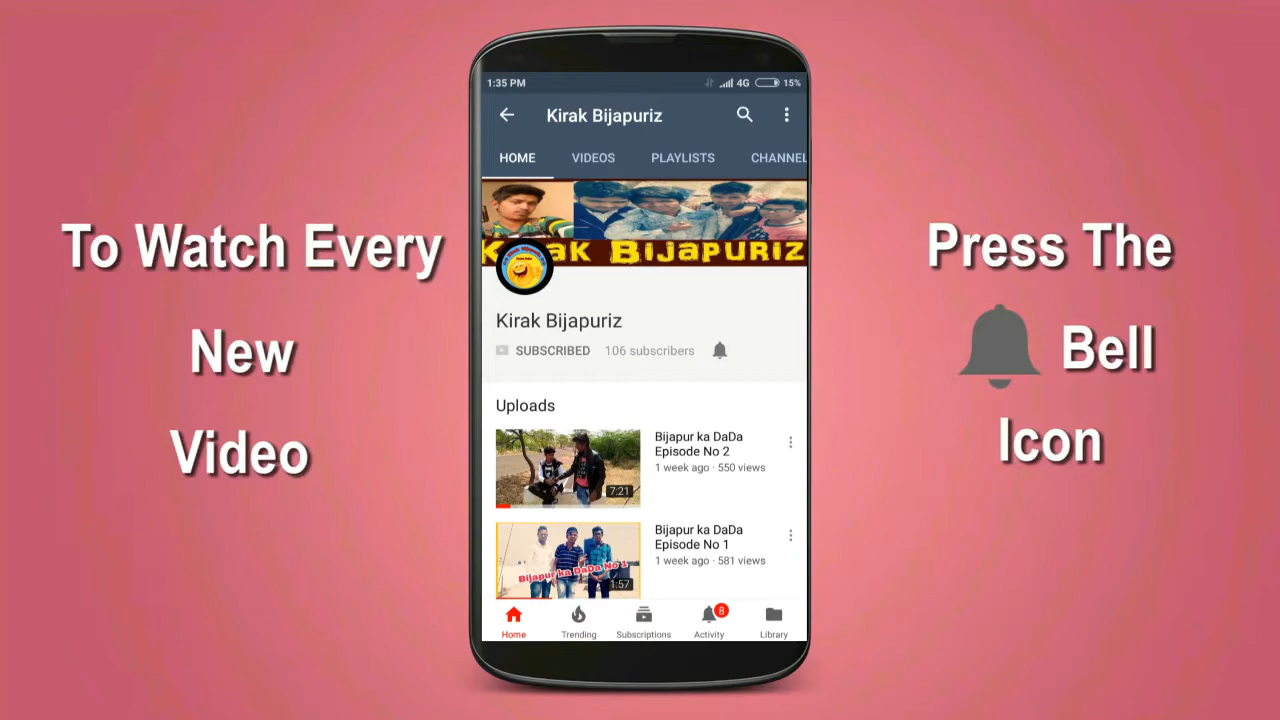 To Watch Every
New
Video
1:35 PM
4G
15%
Kirak Bijapuriz
HOME
VIDEOS
PLAYLISTS
CHANNEL
ak Bijapuriz
Kirak Bijapuriz
SUBSCRIBED
106 subscribers
Uploads
7:21
Bijapur ka DaDa
Episode No 2
1 week ago · 550 views
Bijapur ka DaDa No 1
1:57
Bijapur ka DaDa
Episode No 1
1 week ago · 581 views
8
Home
Trending
Subscriptions
Activity
Library
Press The
Bell
Icon